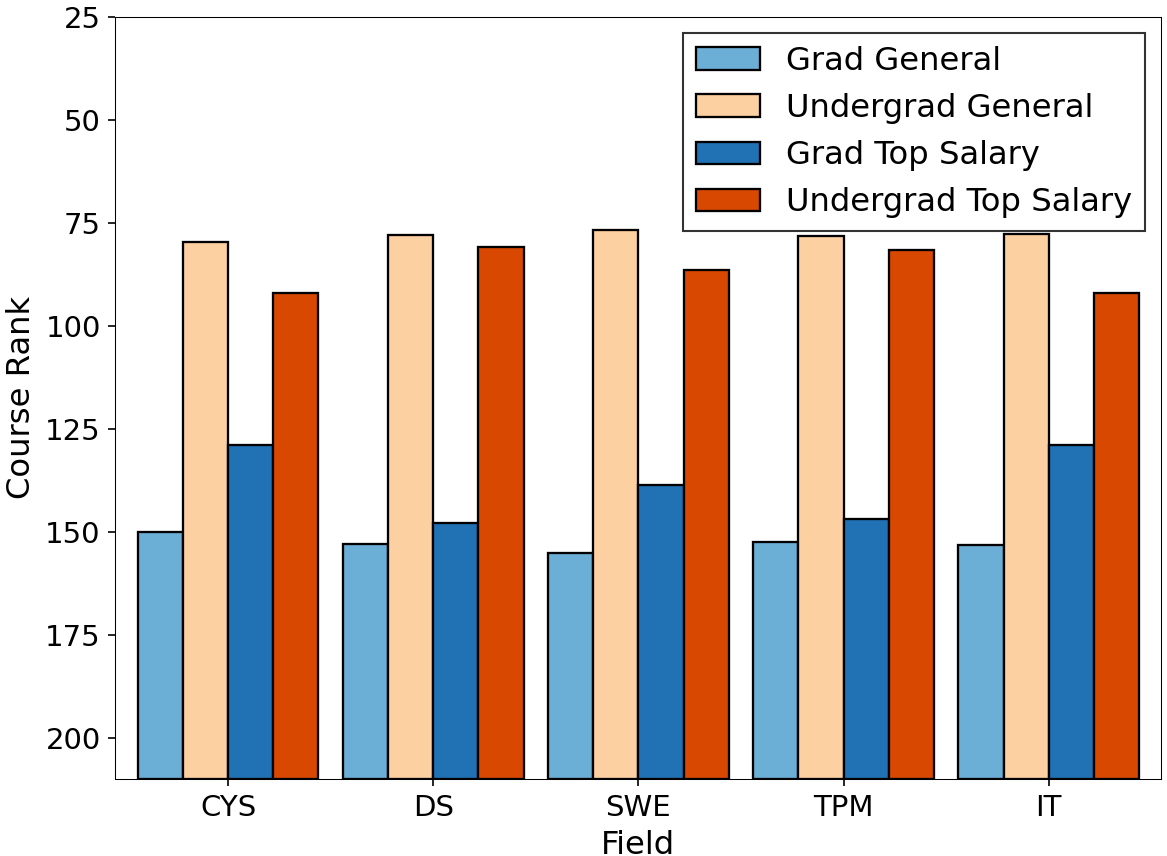 25
50
75
100
125
150
175
200
Course Rank
Grad General
Undergrad General
Grad Top Salary
Undergrad Top Salary
CYS
DS
SWE
TPM
IT
Field